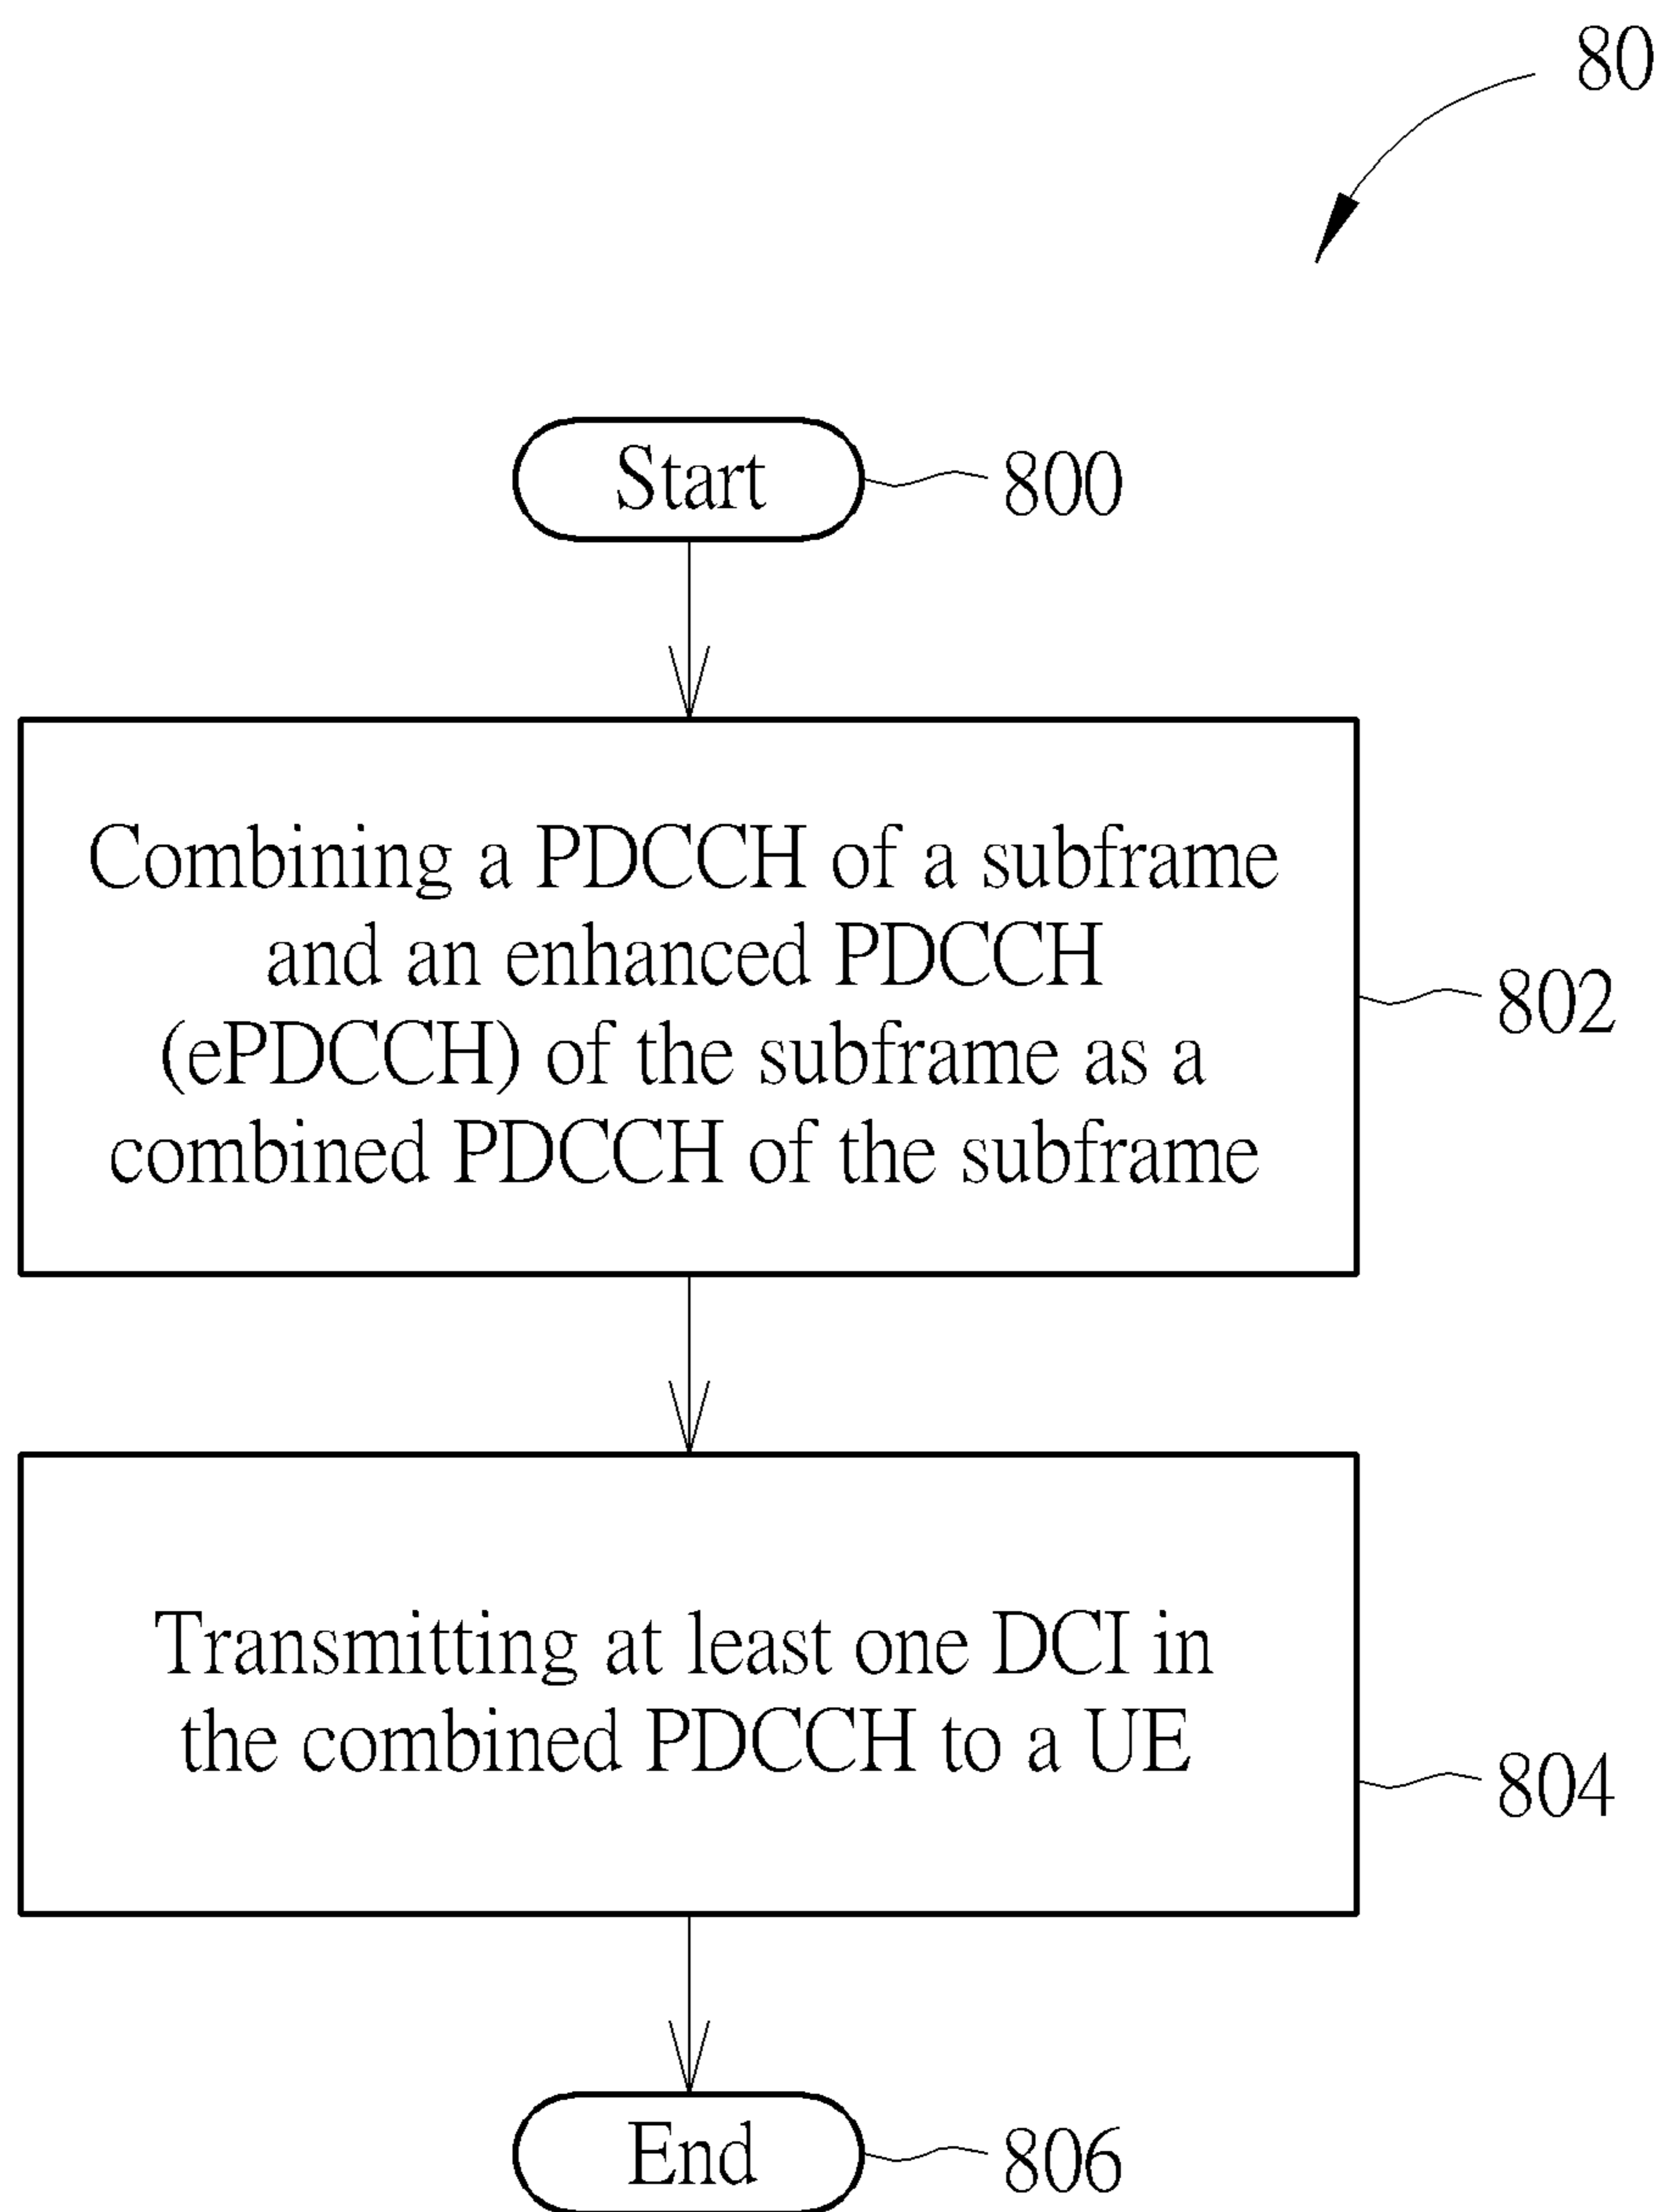 80
Start
800
Combining a PDCCH of a subframe
and an enhanced PDCCH
(ePDCCH) of the subframe as a
combined PDCCH of the subframe
802
Transmitting at least one DCI in
the combined PDCCH to a UE
804
End
806